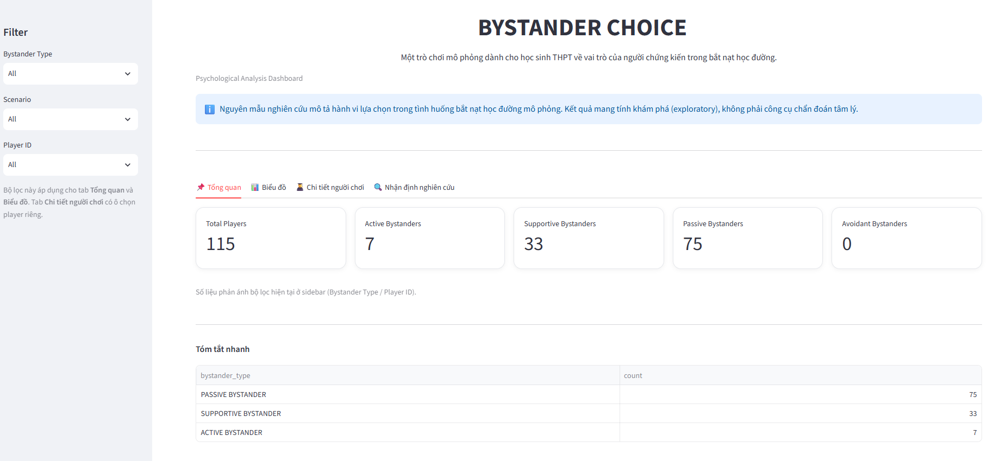 Filter
Bystander Type
All
Scenario
All
Player ID
All
Bộ lọc này áp dụng cho tab Tổng quan và
Biểu đồ. Tab Chi tiết người chơi có ô chọn
player riêng.
BYSTANDER CHOICE
Một trò chơi mô phỏng dành cho học sinh THPT về vai trò của người chứng kiến trong bắt nạt học đường.
Psychological Analysis Dashboard
Nguyên mẫu nghiên cứu mô tả hành vi lựa chọn trong tình huống bắt nạt học đường mô phỏng. Kết quả mang tính khám phá (exploratory), không phải công cụ chẩn đoán tâm lý.
Tổng quan Biểu đồ Chi tiết người chơi Nhận định nghiên cứu
Total Players
115
Active Bystanders
7
Supportive Bystanders
33
Passive Bystanders
75
Avoidant Bystanders
0
Số liệu phản ánh bộ lọc hiện tại ở sidebar (Bystander Type / Player ID).
Tóm tắt nhanh
bystander_type count
PASSIVE BYSTANDER 75
SUPPORTIVE BYSTANDER 33
ACTIVE BYSTANDER 7